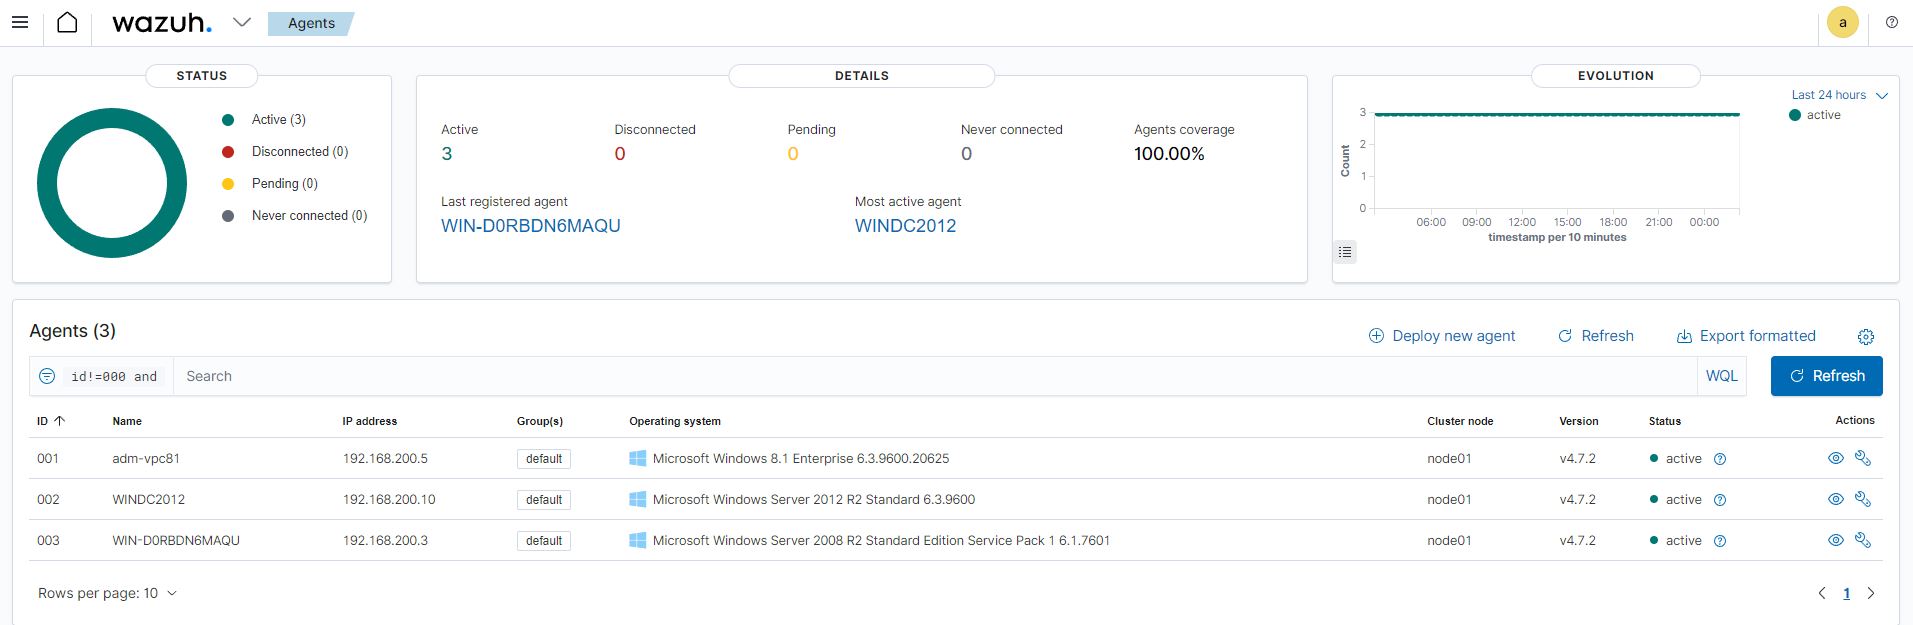 wazuh. Agents a
STATUS
Active (3)
Disconnected (0)
Pending (0)
Never connected (0)
DETAILS
Active Disconnected Pending Never connected Agents coverage
3 0 0 0 100.00%
Last registered agent Most active agent
WIN-D0RBDN6MAQU WINDC2012
EVOLUTION
Last 24 hours
active
3
2
1
0
Count
06:00 09:00 12:00 15:00 18:00 21:00 00:00
timestamp per 10 minutes
Agents (3)
Deploy new agent Refresh Export formatted
id!=000 and Search WQL Refresh
ID Name IP address Group(s) Operating system Cluster node Version Status Actions
001 adm-vpc81 192.168.200.5 default Microsoft Windows 8.1 Enterprise 6.3.9600.20625 node01 v4.7.2 active
002 WINDC2012 192.168.200.10 default Microsoft Windows Server 2012 R2 Standard 6.3.9600 node01 v4.7.2 active
003 WIN-D0RBDN6MAQU 192.168.200.3 default Microsoft Windows Server 2008 R2 Standard Edition Service Pack 1 6.1.7601 node01 v4.7.2 active
Rows per page: 10 1